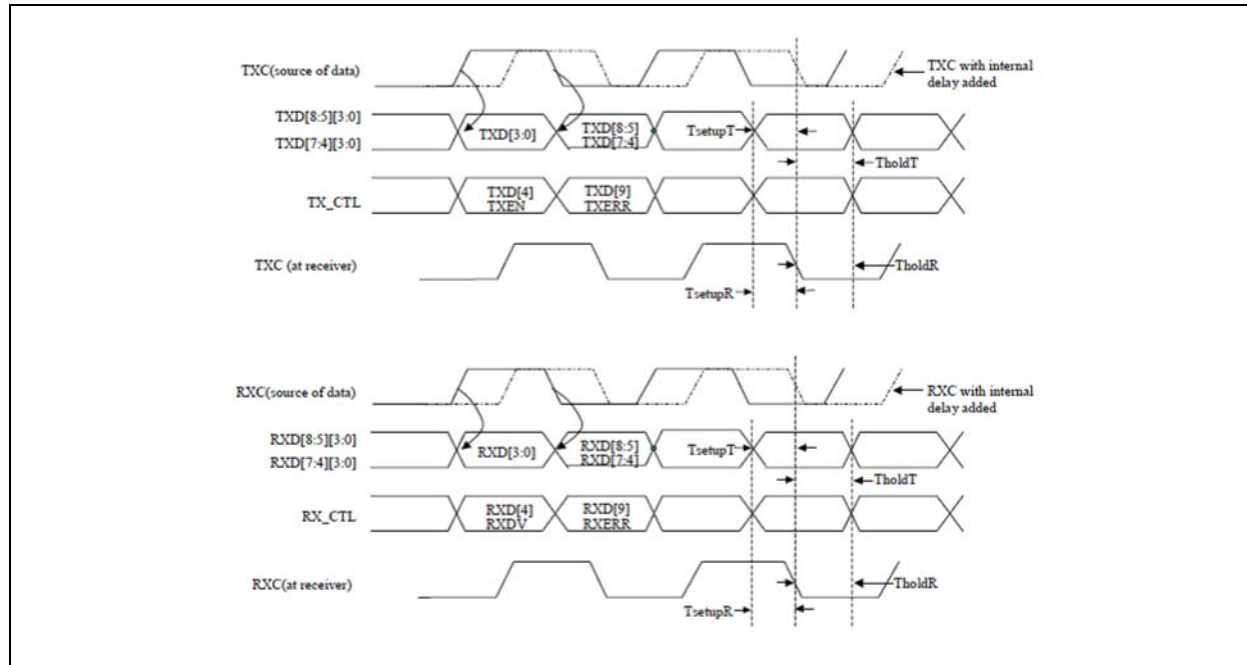 TXC(source of data)
TXC with internal
delay added
TXD[8:5][3:0]
TXD[7:4][3:0]
TXD[3:0]
TXD[8:5]
TXD[7:4]
TsetupT
TholdT
TX_CTL
TXD[4]
TXEN
TXD[9]
TXERR
TXC (at receiver)
TholdR
TsetupR
RXC(source of data)
RXC with internal
delay added
RXD[8:5][3:0]
RXD[7:4][3:0]
RXD[3:0]
RXD[8:5]
RXD[7:4]
TsetupT
TholdT
RX_CTL
RXD[4]
RXDV
RXD[9]
RXERR
RXC(at receiver)
TholdR
TsetupR